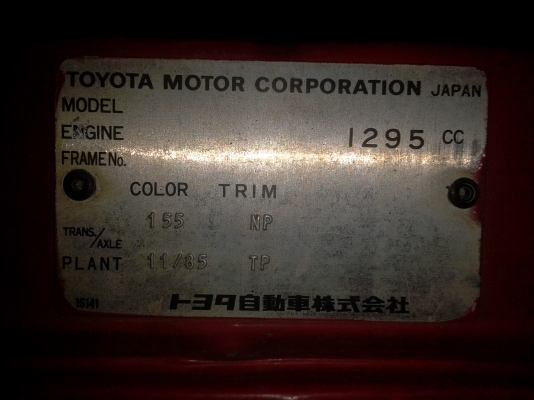 TOYOTA MOTOR CORPORATION JAPAN
MODEL
ENGINE 1295 CC
FRAME No.
COLOR TRIM
155 NP
TRANS./AXLE
PLANT 11/85 TP
16141
トヨタ自動車株式会社